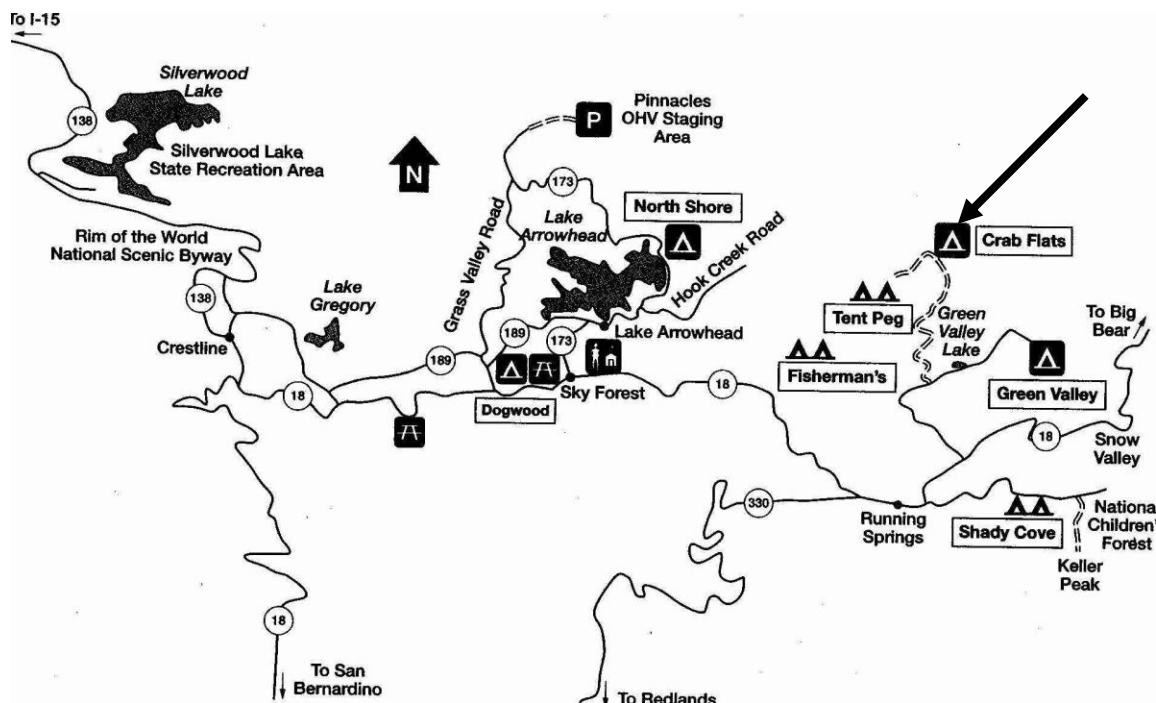 To I-15
Silverwood
Lake
138
Silverwood Lake
State Recreation Area
N
P
Pinnacles
OHV Staging
Area
173
Lake
Arrowhead
North Shore
Hook Creek Road
Grass Valley Road
Crab Flats
Rim of the World
National Scenic Byway
138
Lake
Gregory
Crestline
Tent Peg
Green
Valley
Lake
To Big
Bear
189
189
173
Lake Arrowhead
Fisherman's
Green Valley
18
Dogwood
Sky Forest
18
18
Snow
Valley
330
Running
Springs
Shady Cove
National
Children'
Forest
Keller
Peak
18
To San
Bernardino
To Redlands